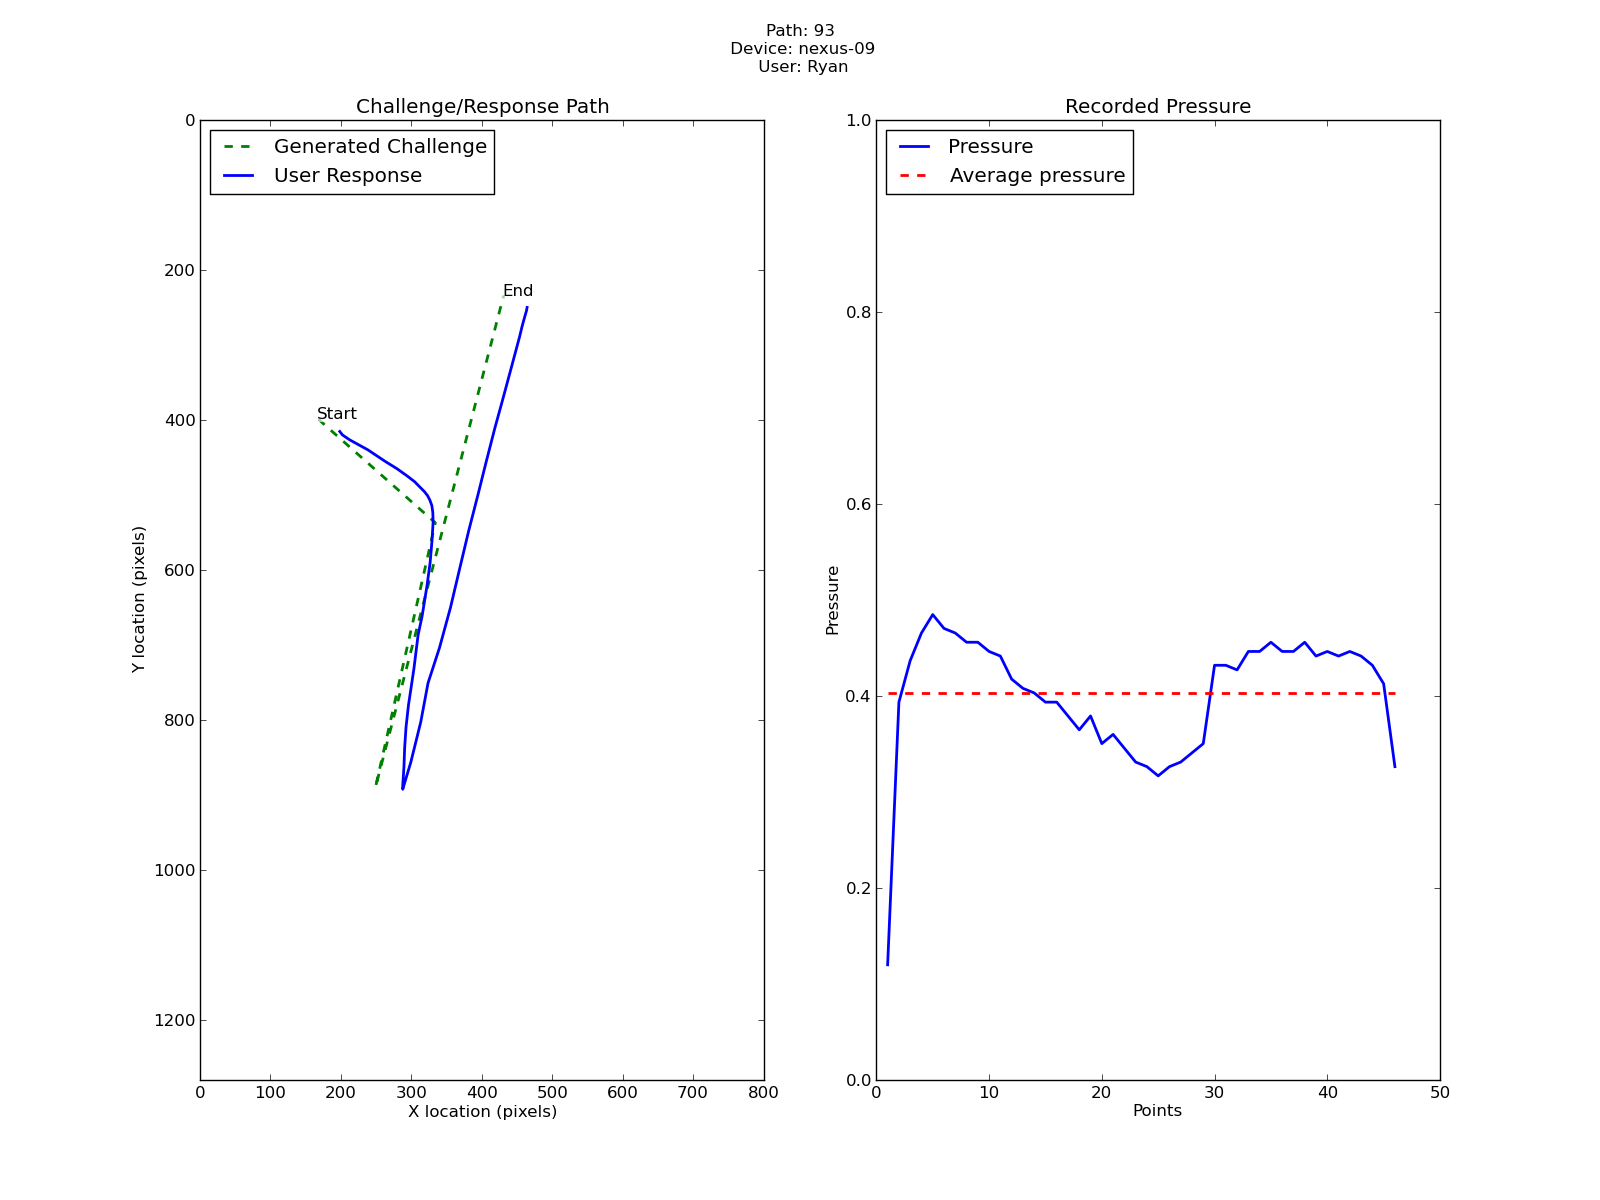 Path: 93
Device: nexus-09
User: Ryan
Challenge/Response Path
Generated Challenge
User Response
Start
End
0
200
400
600
800
1000
1200
Y location (pixels)
0 100 200 300 400 500 600 700 800
X location (pixels)
Recorded Pressure
Pressure
Average pressure
1.0
0.8
0.6
0.4
0.2
0.0
Pressure
0 10 20 30 40 50
Points